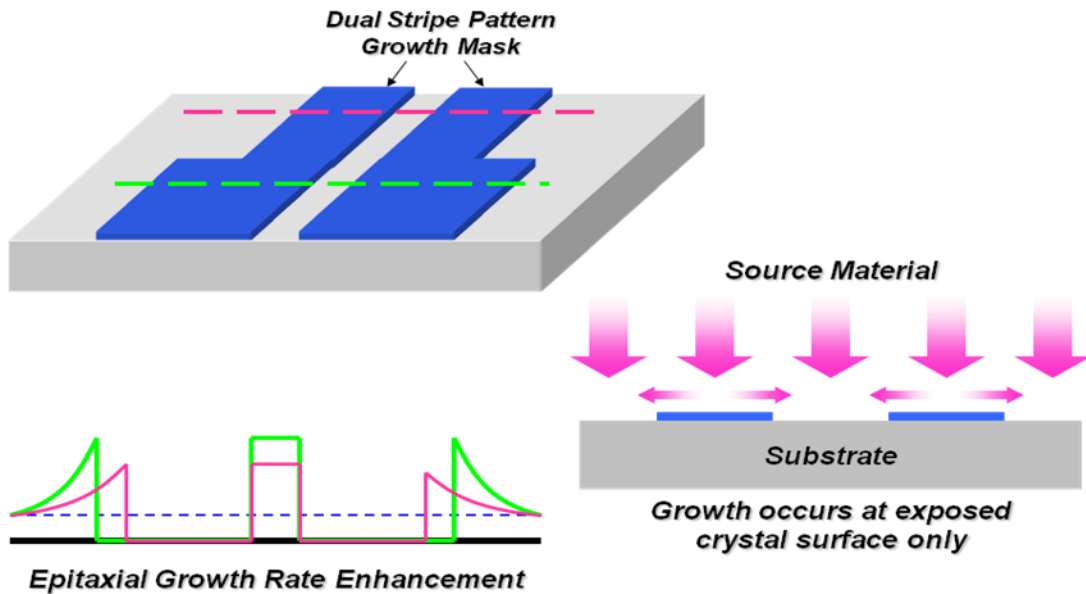 Dual Stripe Pattern
Growth Mask
Source Material
Substrate
Growth occurs at exposed
crystal surface only
Epitaxial Growth Rate Enhancement